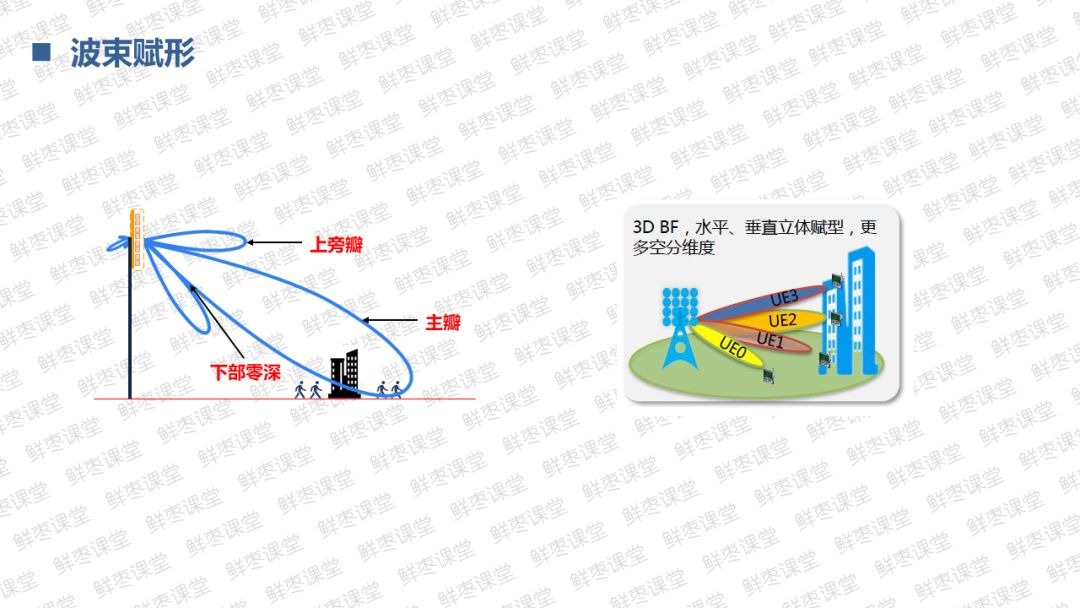 波束赋形
上旁瓣
主瓣
下部零深
3D BF，水平、垂直立体赋型，更
多空分维度
UE3
UE2
UE1
UE0
鲜枣课堂